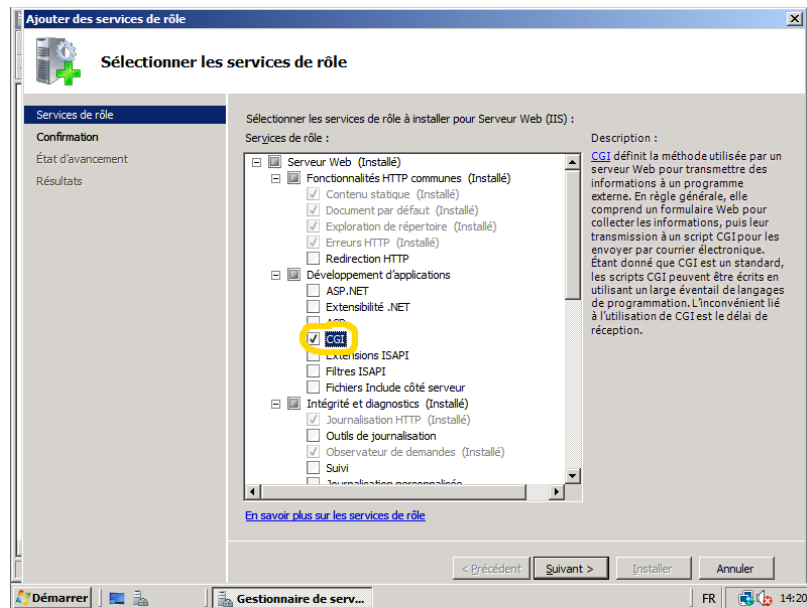 Ajouter des services de rôle
Sélectionner les services de rôle
Services de rôle
Confirmation
État d'avancement
Résultats
Sélectionner les services de rôle à installer pour Serveur Web (IIS) :
Services de rôle :
Serveur Web (Installé)
Fonctionnalités HTTP communes (Installé)
Contenu statique (Installé)
Document par défaut (Installé)
Exploration de répertoire (Installé)
Erreurs HTTP (Installé)
Redirection HTTP
Développement d'applications
ASP.NET
Extensibilité .NET
ASP
CGI
Extensions ISAPI
Filtres ISAPI
Fichiers Include côté serveur
Intégrité et diagnostics (Installé)
Journalisation HTTP (Installé)
Outils de journalisation
Observateur de demandes (Installé)
Suivi
Journalisation personnalisée
En savoir plus sur les services de rôle
Description :
CGI définit la méthode utilisée par un
serveur Web pour transmettre des
informations à un programme
externe. En règle générale, elle
comprend un formulaire Web pour
collecter les informations, puis leur
transmission à un script CGI pour les
envoyer par courrier électronique.
Étant donné que CGI est un standard,
les scripts CGI peuvent être écrits en
utilisant un large éventail de langages
de programmation. L'inconvénient lié
à l'utilisation de CGI est le délai de
réception.
< Précédent
Suivant >
Installer
Annuler
Démarrer
Gestionnaire de serv...
FR
14:20